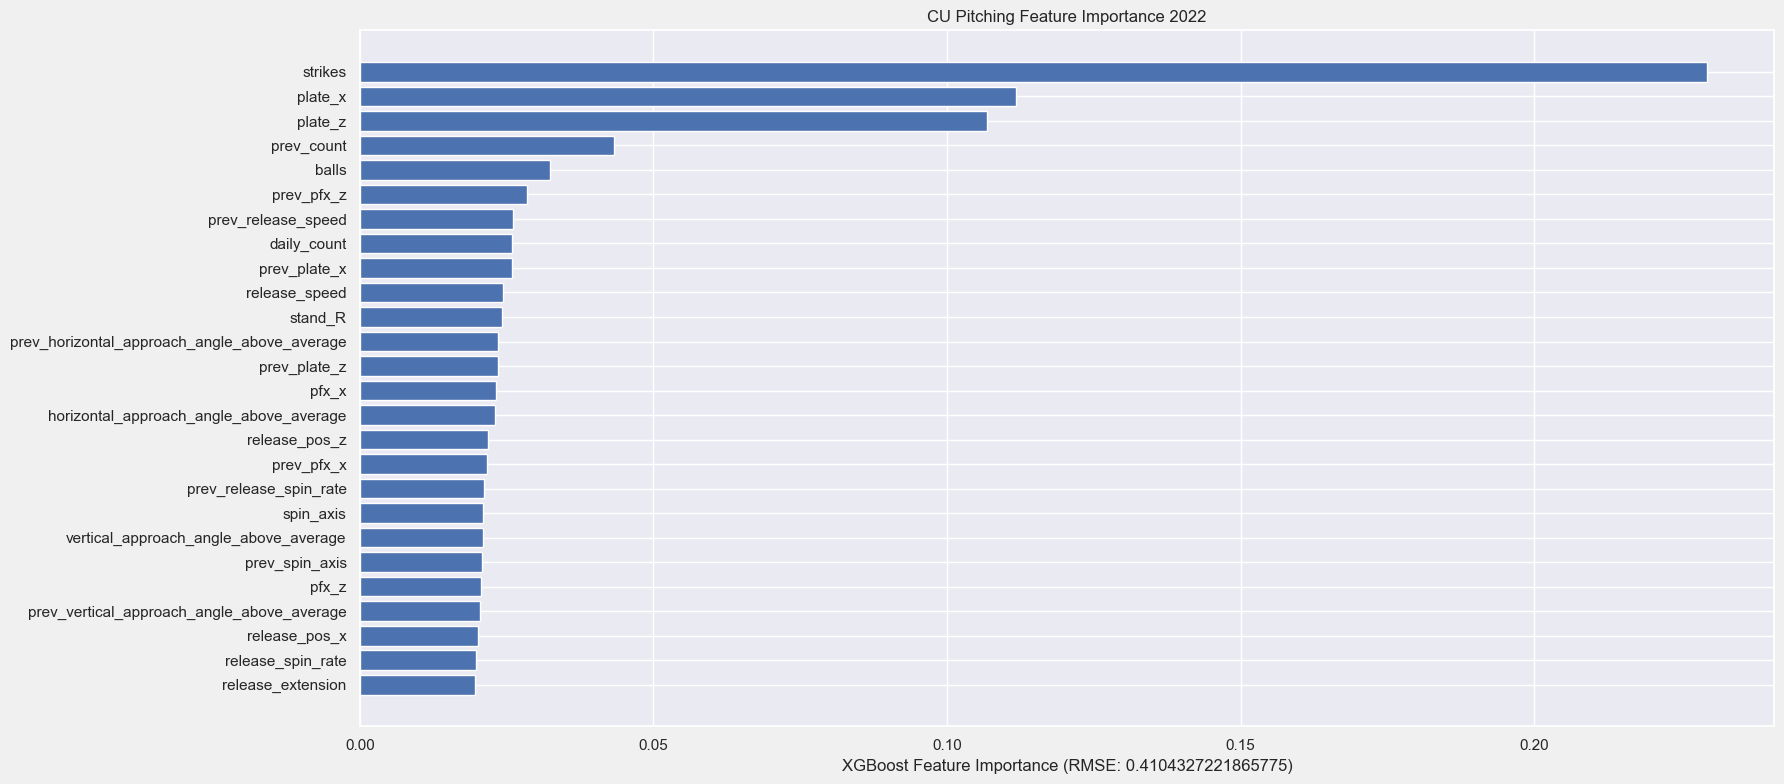 CU Pitching Feature Importance 2022
strikes
plate_x
plate_z
prev_count
balls
prev_pfx_z
prev_release_speed
daily_count
prev_plate_x
release_speed
stand_R
prev_horizontal_approach_angle_above_average
prev_plate_z
pfx_x
horizontal_approach_angle_above_average
release_pos_z
prev_pfx_x
prev_release_spin_rate
spin_axis
vertical_approach_angle_above_average
prev_spin_axis
pfx_z
prev_vertical_approach_angle_above_average
release_pos_x
release_spin_rate
release_extension
0.00 0.05 0.10 0.15 0.20
XGBoost Feature Importance (RMSE: 0.4104327221865775)